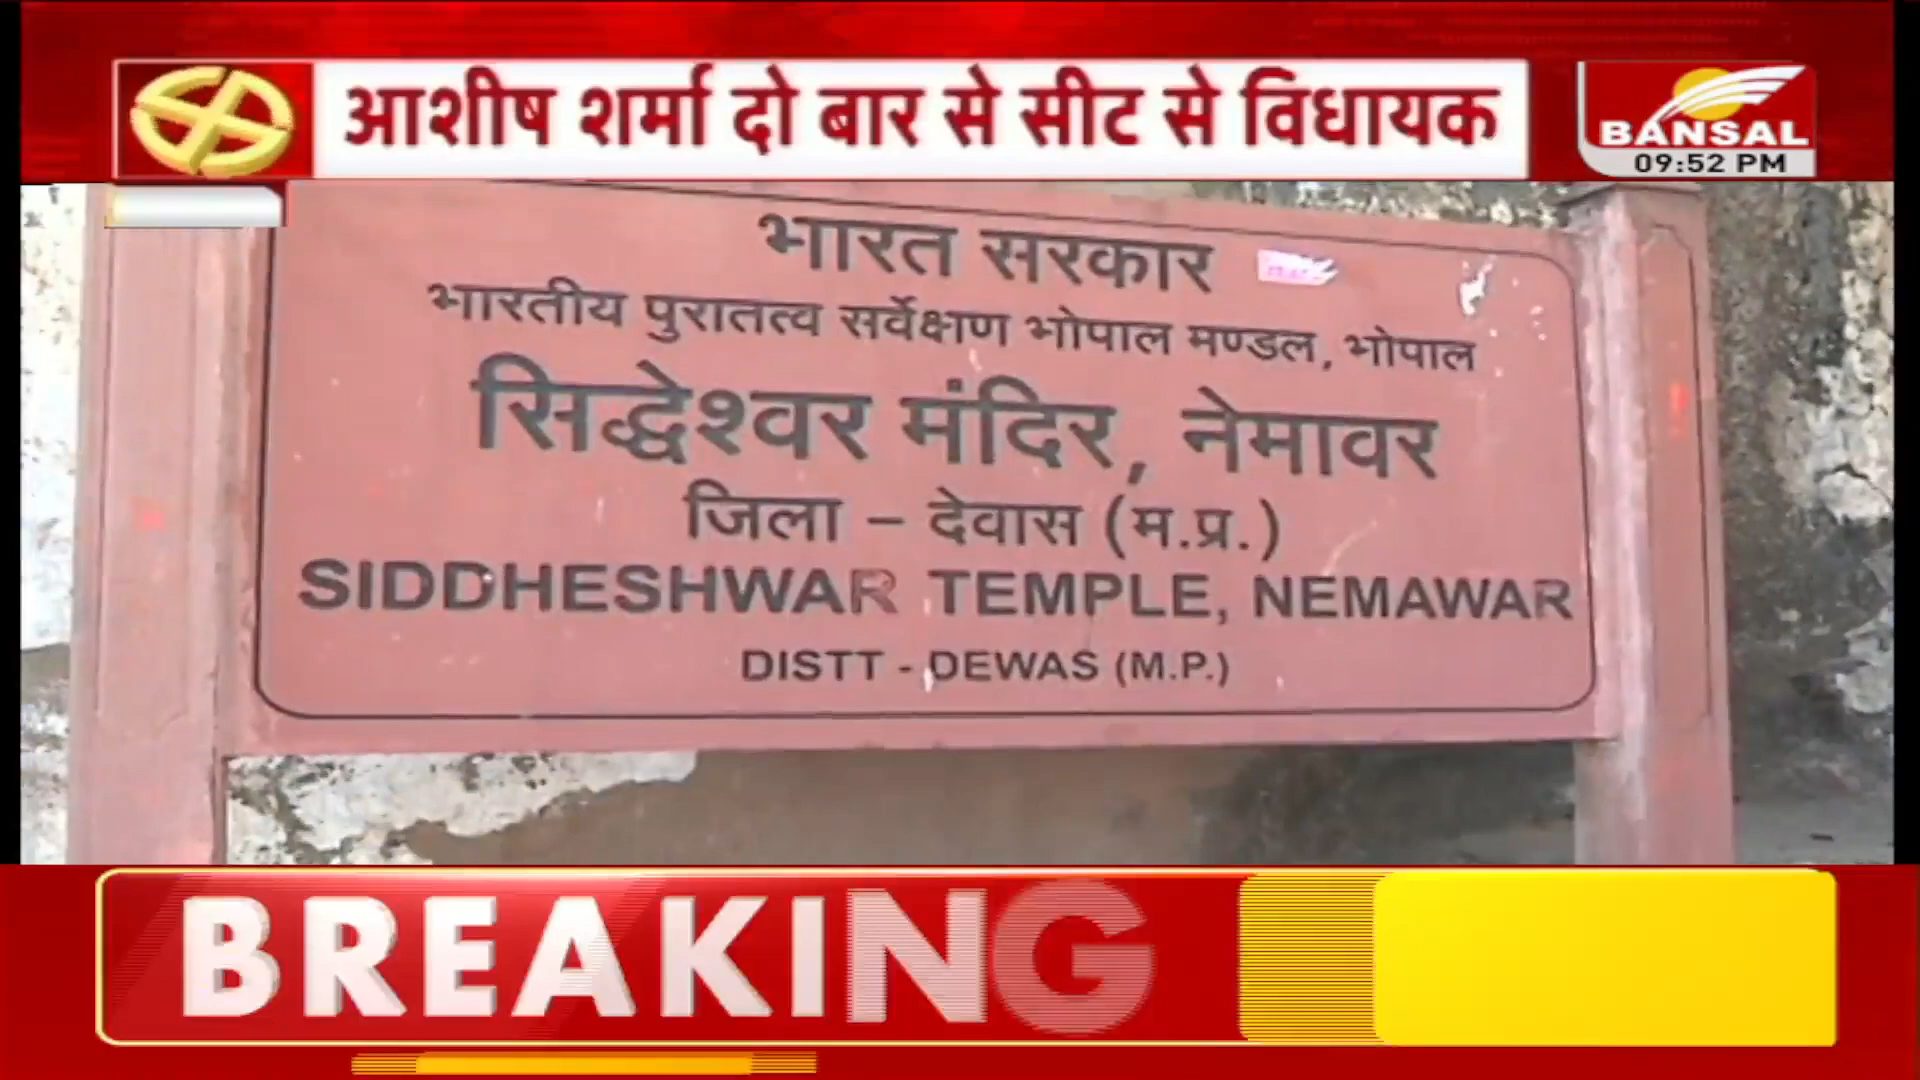 आशीष शर्मा दो बार से सीट से विधायक
BANSAL
09:52 PM
भारत सरकार
भारतीय पुरातत्व सर्वेक्षण भोपाल मण्डल, भोपाल
सिद्धेश्वर मंदिर, नेमावर
जिला – देवास (म.प्र.)
SIDDHESHWAR TEMPLE, NEMAWAR
DISTT - DEWAS (M.P.)
BREAKING